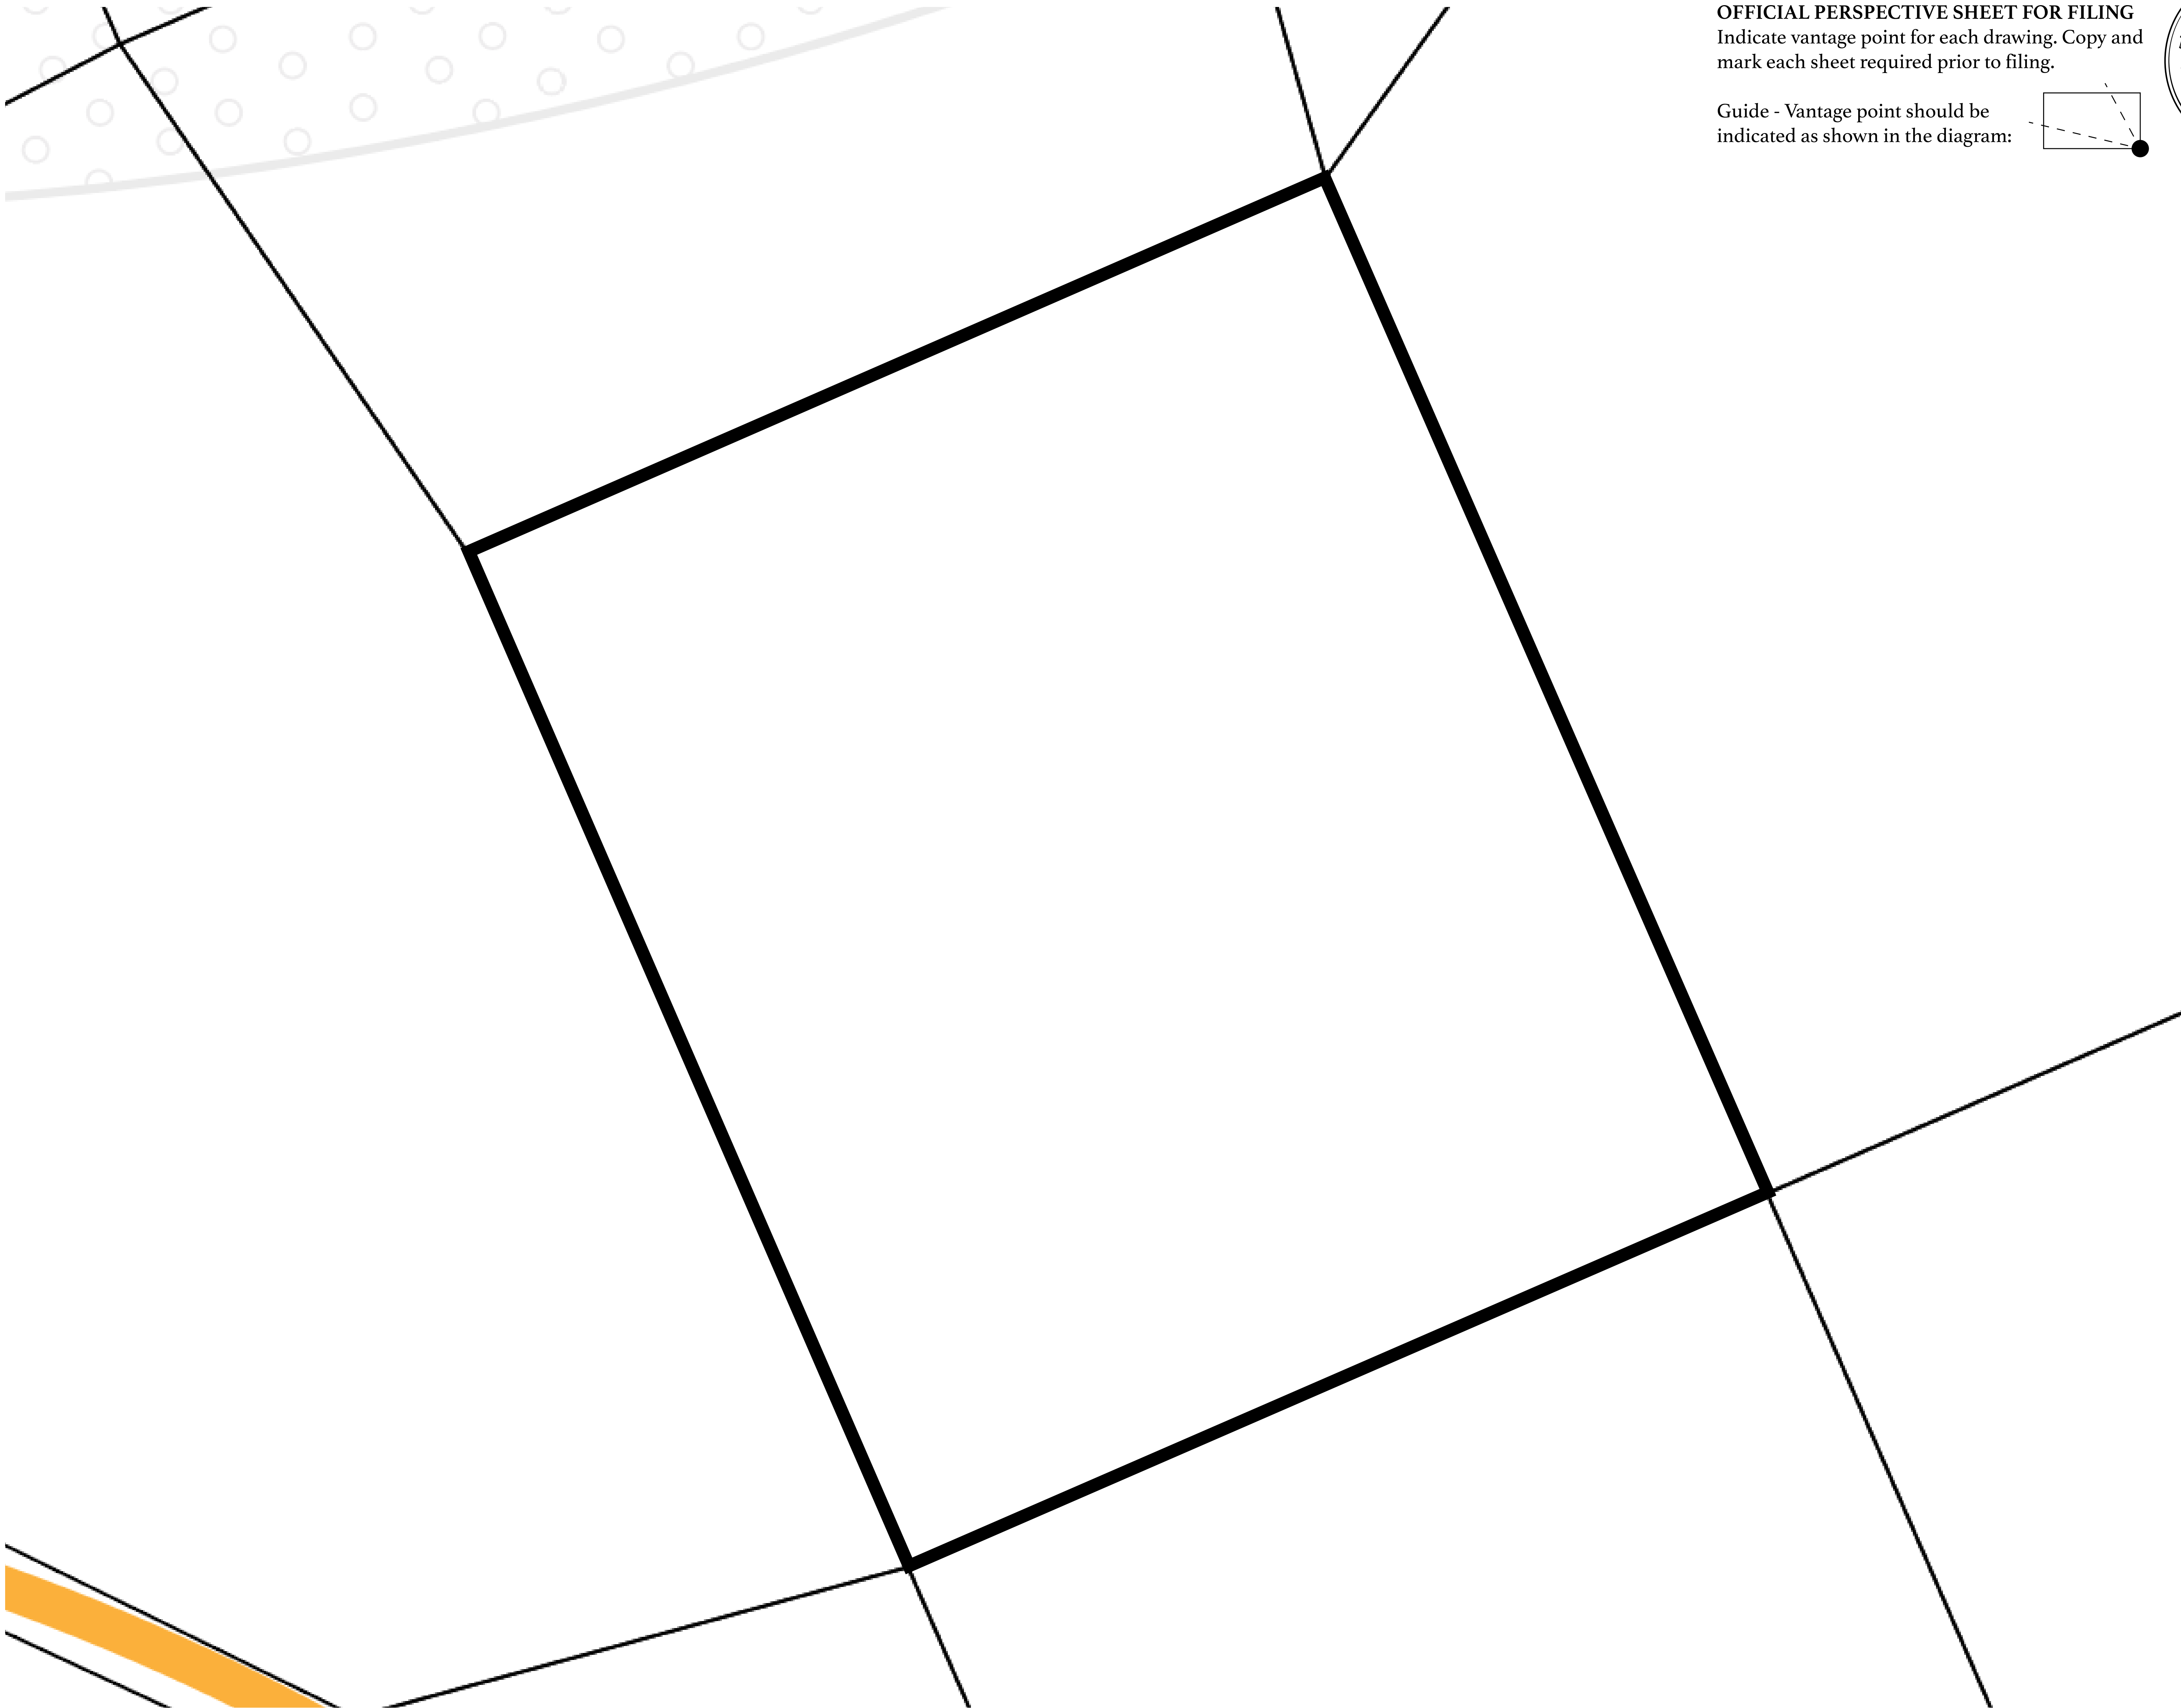 OFFICIAL PERSPECTIVE SHEET FOR FILING
Indicate vantage point for each drawing. Copy and
mark each sheet required prior to filing.
Guide - Vantage point should be
indicated as shown in the diagram: